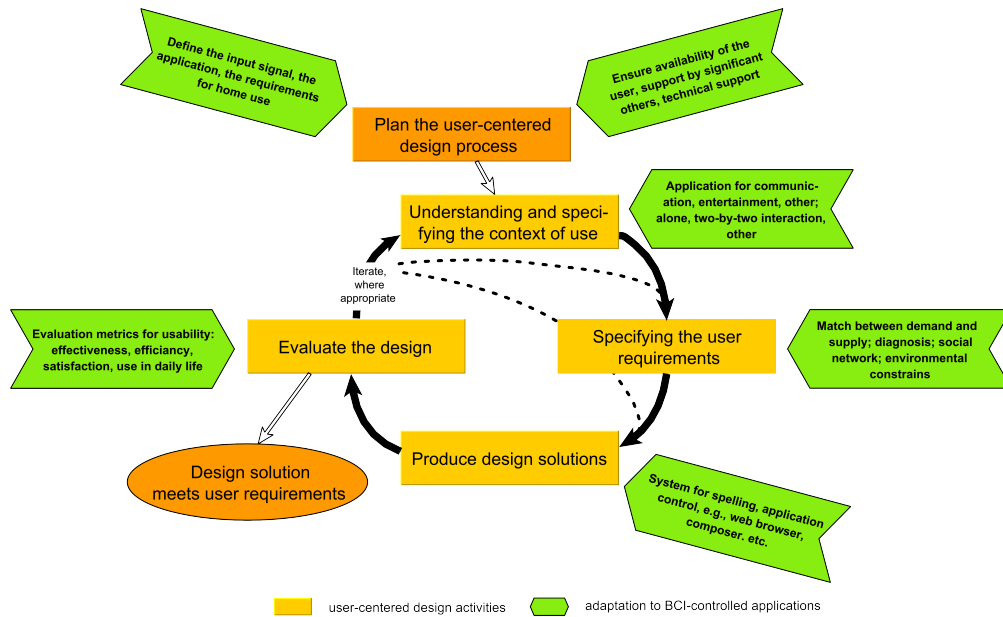 Define the input signal, the
application, the requirements
for home use
Ensure availability of the
user, support by significant
others, technical support
Plan the user-centered
design process
Understanding and speci-
fying the context of use
Application for communic-
ation, entertainment, other;
alone, two-by-two interaction,
other
Iterate,
where
appropriate
Evaluation metrics for usability:
effectiveness, efficiancy,
satisfaction, use in daily life
Evaluate the design
Specifying the user
requirements
Match between demand and
supply; diagnosis; social
network; environmental
constrains
Produce design solutions
Design solution
meets user requirements
System for spelling, application
control, e.g., web browser,
composer. etc.
user-centered design activities
adaptation to BCI-controlled applications